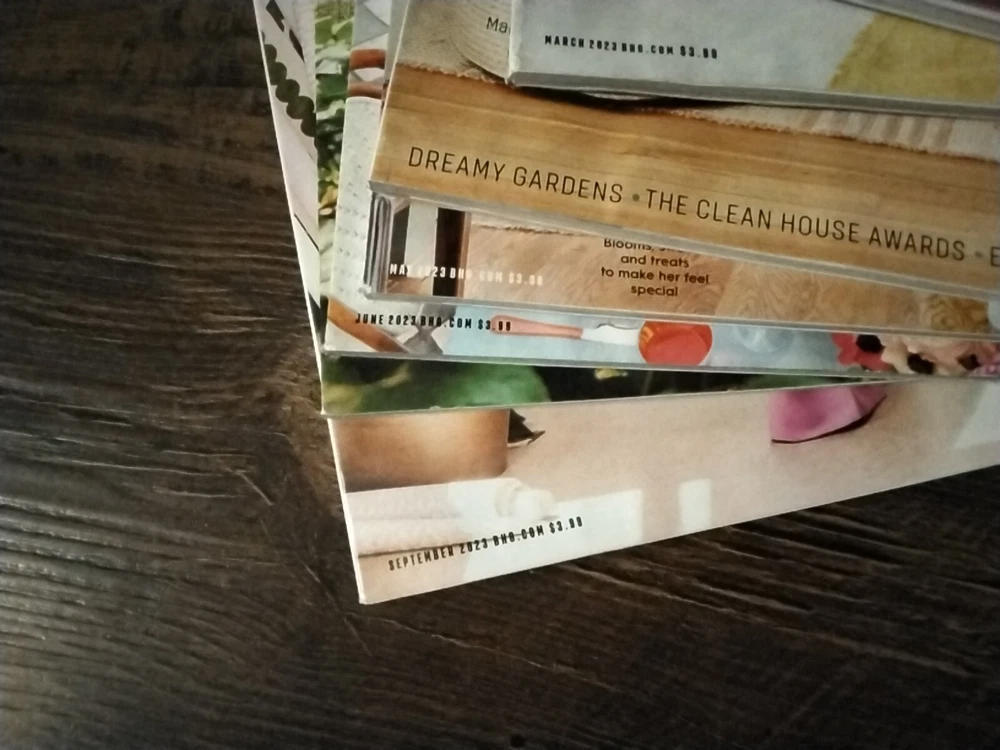 Ma
MARCH 2023 BHG.COM $3.99
DREAMY GARDENS • THE CLEAN HOUSE AWARDS • E
Blooms,
and treats
to make her feel
special
MAY 2023 BHG.COM $3.99
JUNE 2023 BHG.COM $3.99
SEPTEMBER 2023 BHG.COM $3.99